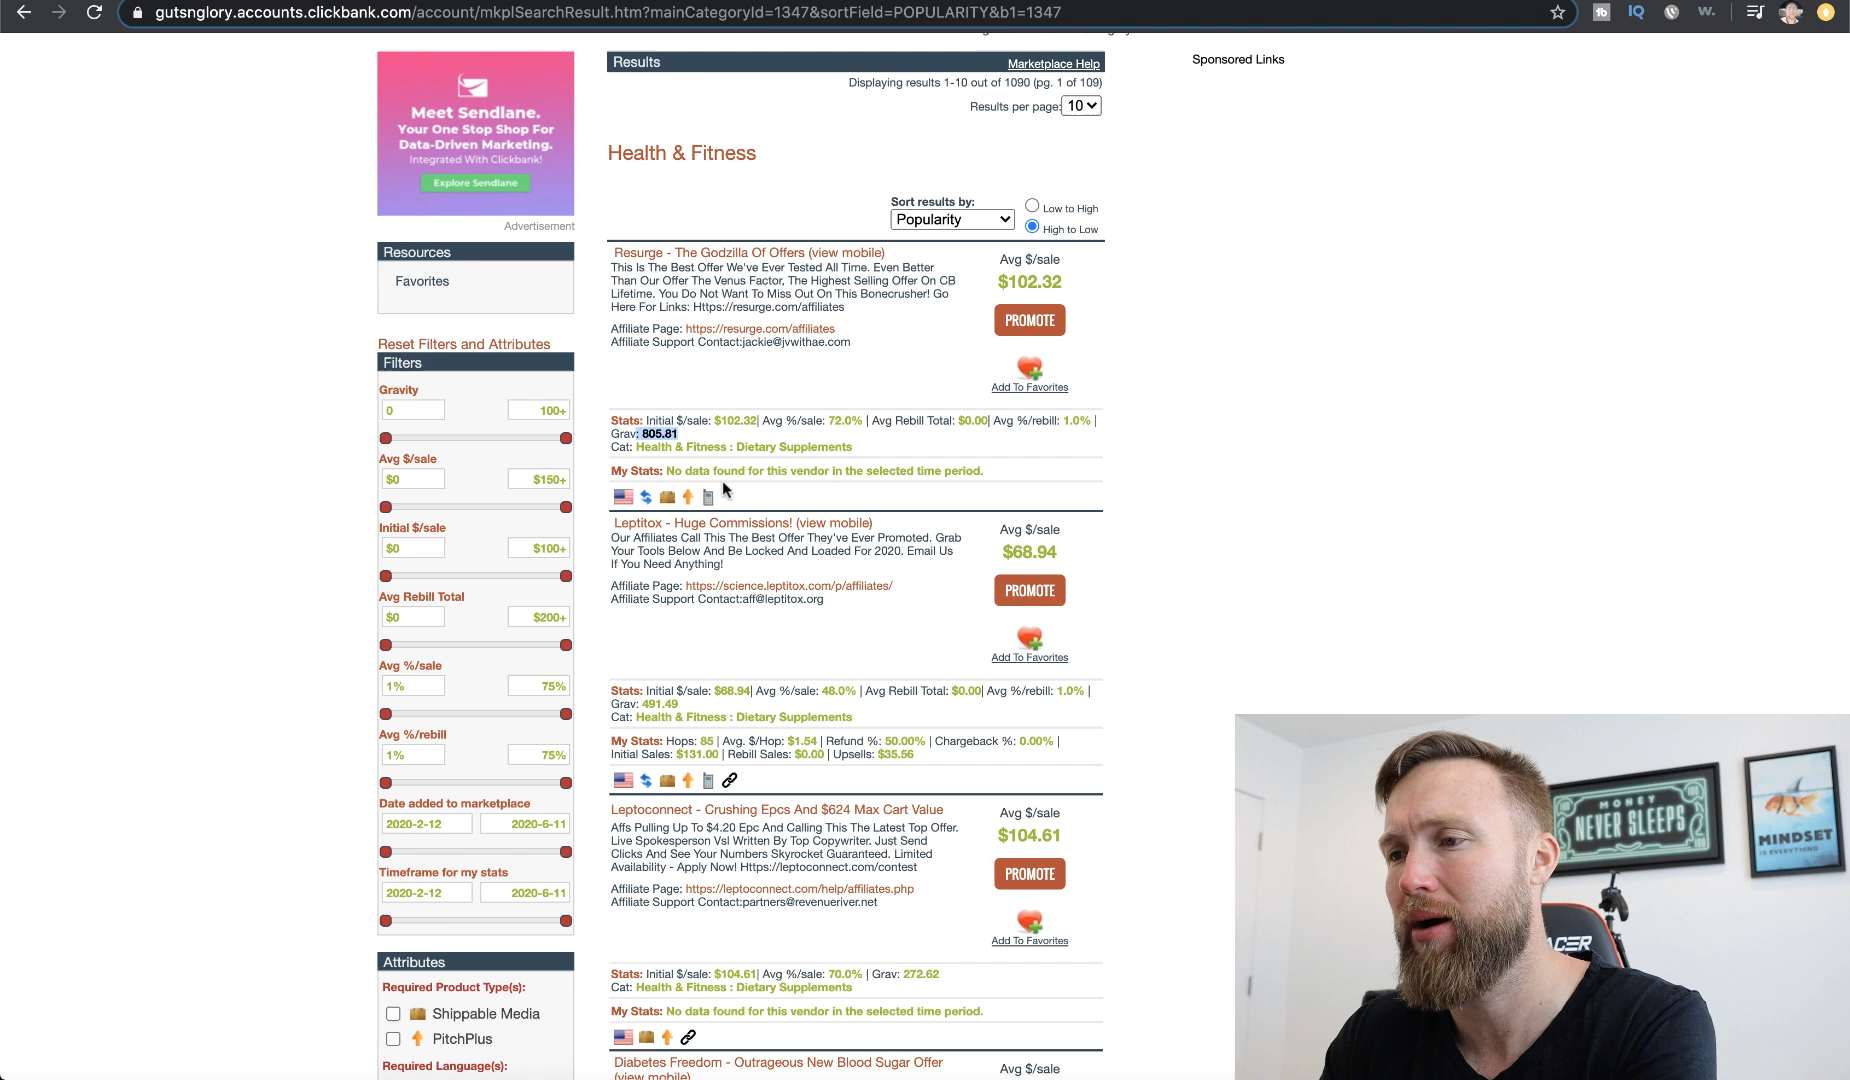 gutsnglory.accounts.clickbank.com/account/mkplSearchResult.htm?mainCategoryId=1347&sortField=POPULARITY&b1=1347
Meet Sendlane.
Your One Stop Shop For
Data-Driven Marketing.
Integrated With Clickbank!
Explore Sendlane
Advertisement
Resources
Favorites
Reset Filters and Attributes
Filters
Gravity
0 100+
Avg $/sale
$0 $150+
Initial $/sale
$0 $100+
Avg Rebill Total
$0 $200+
Avg %/sale
1% 75%
Avg %/rebill
1% 75%
Date added to marketplace
2020-2-12 2020-6-11
Timeframe for my stats
2020-2-12 2020-6-11
Attributes
Required Product Type(s):
Shippable Media
PitchPlus
Required Language(s):
Results Marketplace Help
Displaying results 1-10 out of 1090 (pg. 1 of 109)
Results per page: 10
Health & Fitness
Sort results by:
Popularity
Low to High
High to Low
Resurge - The Godzilla Of Offers (view mobile)
This Is The Best Offer We've Ever Tested All Time. Even Better
Than Our Offer The Venus Factor, The Highest Selling Offer On CB
Lifetime. You Do Not Want To Miss Out On This Bonecrusher! Go
Here For Links: Https://resurge.com/affiliates
Affiliate Page: https://resurge.com/affiliates
Affiliate Support Contact:jackie@jvwithae.com
Avg $/sale
$102.32
PROMOTE
Add To Favorites
Stats: Initial $/sale: $102.32| Avg %/sale: 72.0% | Avg Rebill Total: $0.00| Avg %/rebill: 1.0% |
Grav: 805.81
Cat: Health & Fitness : Dietary Supplements
My Stats: No data found for this vendor in the selected time period.
Leptitox - Huge Commissions! (view mobile)
Our Affiliates Call This The Best Offer They've Ever Promoted. Grab
Your Tools Below And Be Locked And Loaded For 2020. Email Us
If You Need Anything!
Affiliate Page: https://science.leptitox.com/p/affiliates/
Affiliate Support Contact:aff@leptitox.org
Avg $/sale
$68.94
PROMOTE
Add To Favorites
Stats: Initial $/sale: $68.94| Avg %/sale: 48.0% | Avg Rebill Total: $0.00| Avg %/rebill: 1.0% |
Grav: 491.49
Cat: Health & Fitness : Dietary Supplements
My Stats: Hops: 85 | Avg. $/Hop: $1.54 | Refund %: 50.00% | Chargeback %: 0.00% |
Initial Sales: $131.00 | Rebill Sales: $0.00 | Upsells: $35.56
Leptoconnect - Crushing Epcs And $624 Max Cart Value
Affs Pulling Up To $4.20 Epc And Calling This The Latest Top Offer.
Live Spokesperson Vsl Written By Top Copywriter. Just Send
Clicks And See Your Numbers Skyrocket Guaranteed. Limited
Availability - Apply Now! Https://leptoconnect.com/contest
Affiliate Page: https://leptoconnect.com/help/affiliates.php
Affiliate Support Contact:partners@revenueriver.net
Avg $/sale
$104.61
PROMOTE
Add To Favorites
Stats: Initial $/sale: $104.61| Avg %/sale: 70.0% | Grav: 272.62
Cat: Health & Fitness : Dietary Supplements
My Stats: No data found for this vendor in the selected time period.
Diabetes Freedom - Outrageous New Blood Sugar Offer
(view mobile)
Avg $/sale
Sponsored Links
tb IQ W.
MONEY
NEVER SLEEPS
100
MINDSET
IS EVERYTHING
ACER